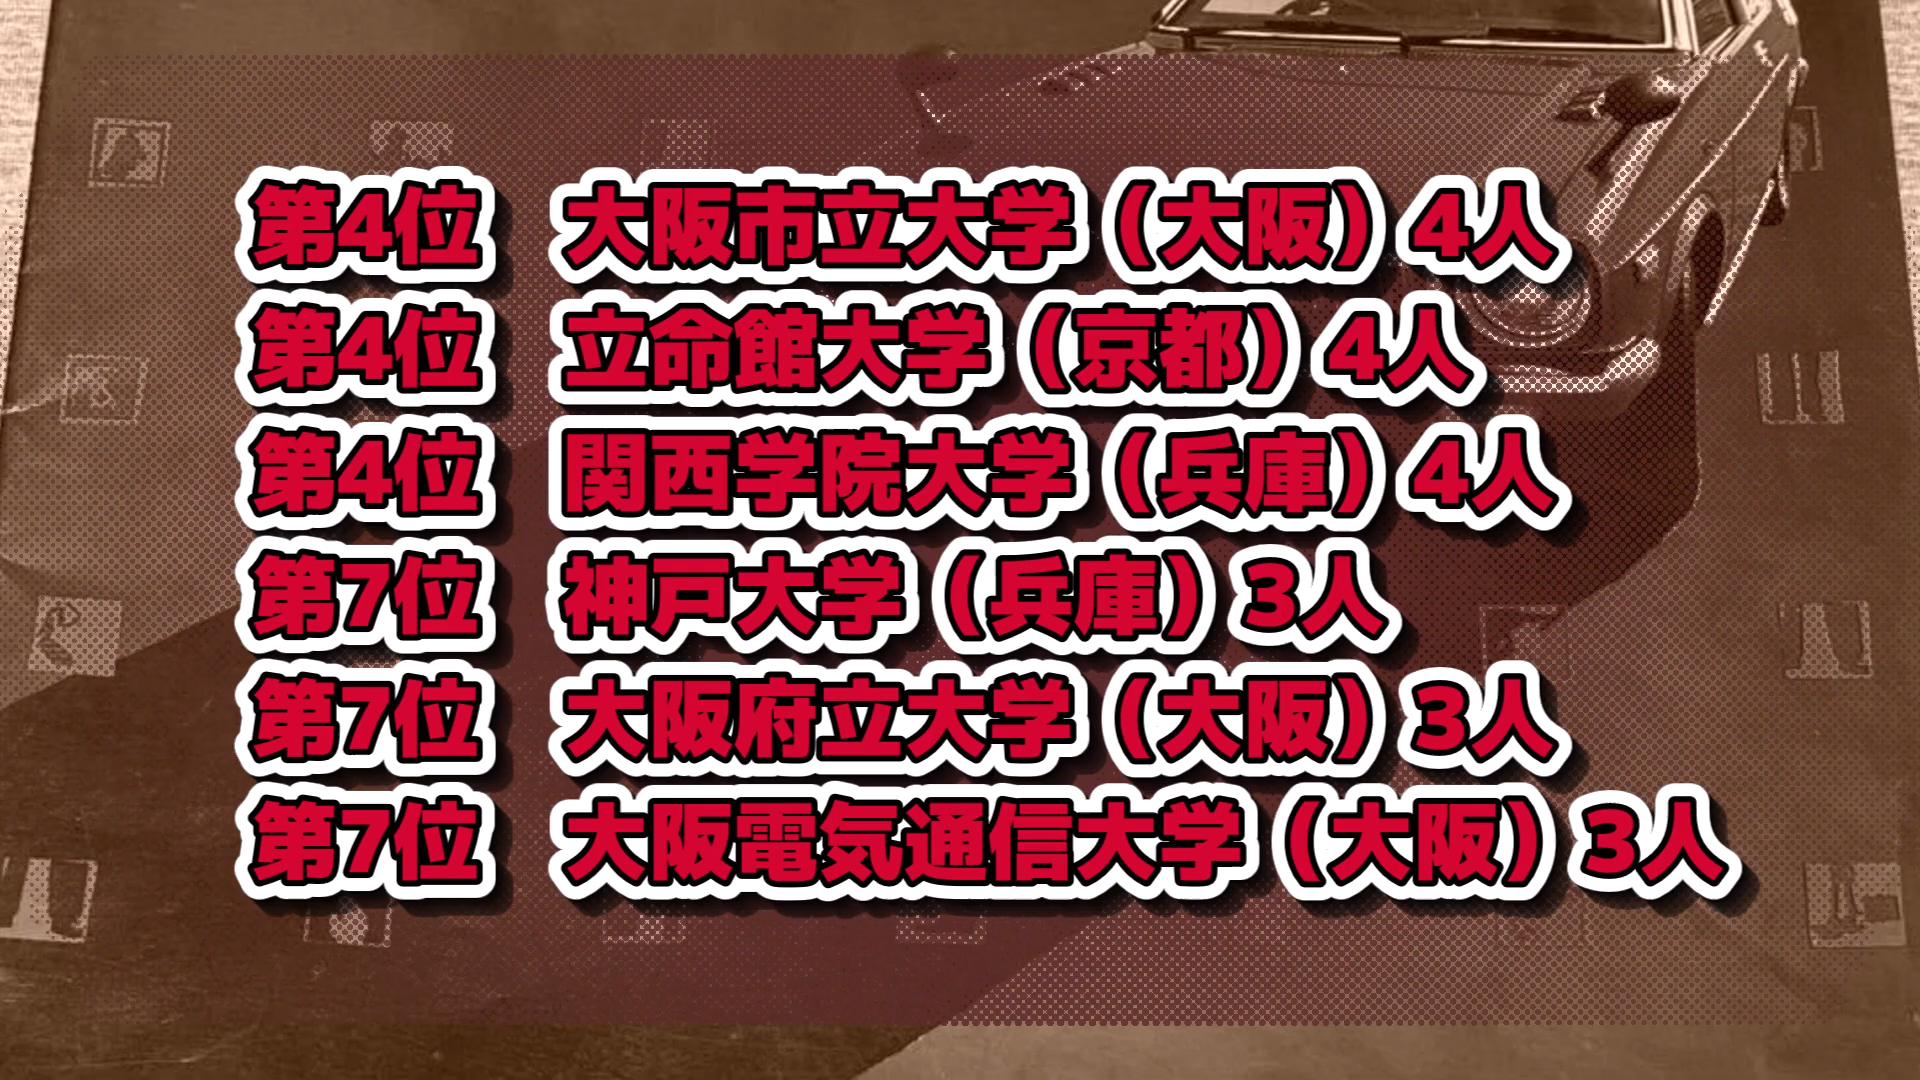 第4位　大阪市立大学（大阪）4人
第4位　立命館大学（京都）4人
第4位　関西学院大学（兵庫）4人
第7位　神戸大学（兵庫）3人
第7位　大阪府立大学（大阪）3人
第7位　大阪電気通信大学（大阪）3人